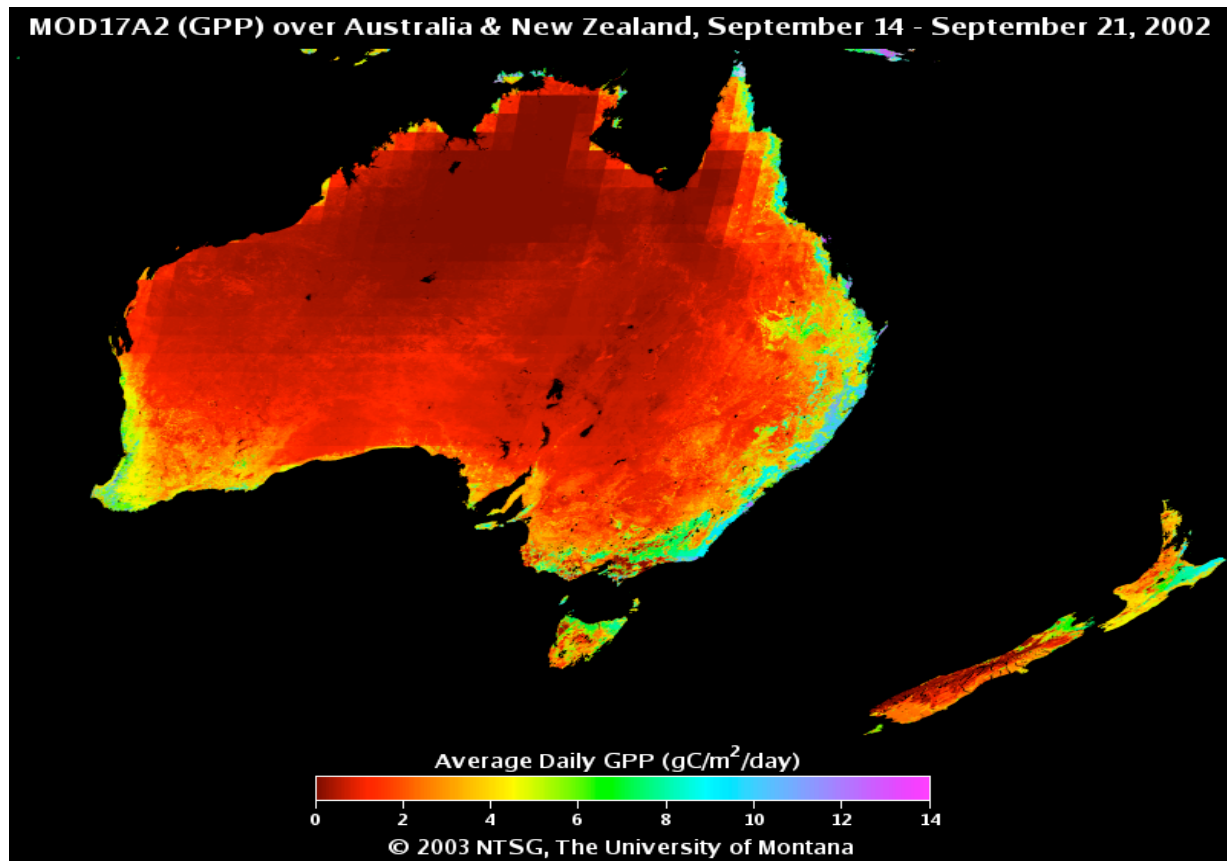 MOD17A2 (GPP) over Australia & New Zealand, September 14 - September 21, 2002
Average Daily GPP (gC/m²/day)
0 2 4 6 8 10 12 14
© 2003 NTSG, The University of Montana